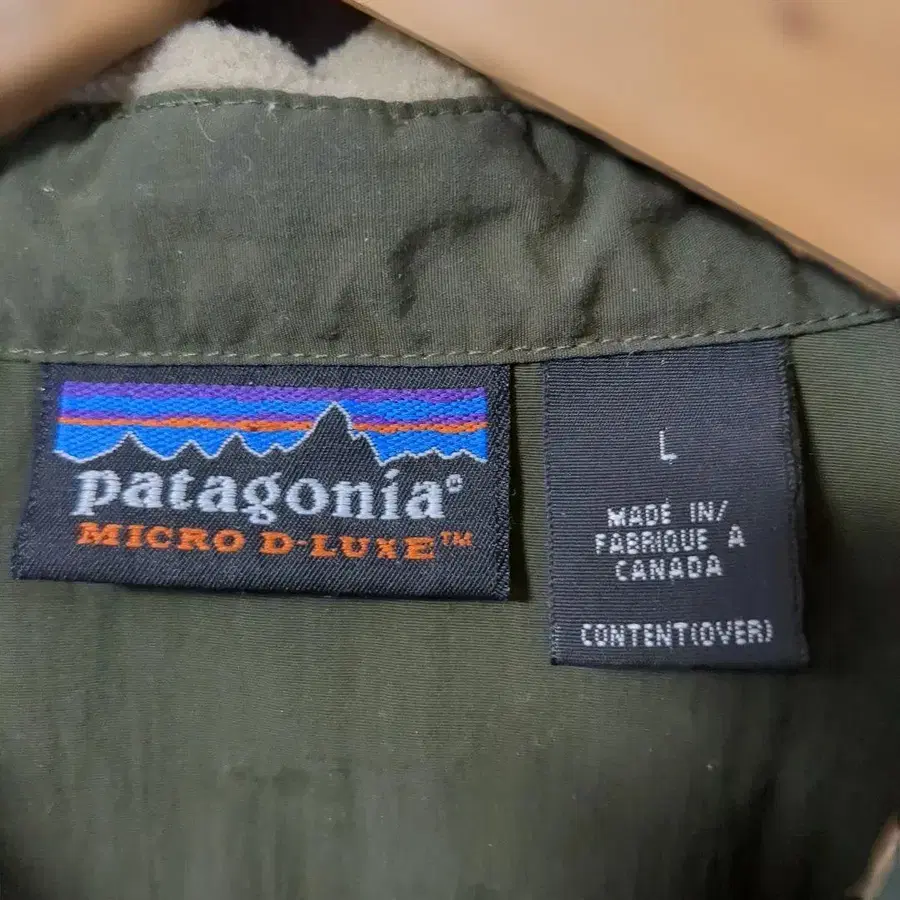 patagonia®
MICRO D-LUXE™
L
MADE IN/
FABRIQUE A
CANADA
CONTENT(OVER)